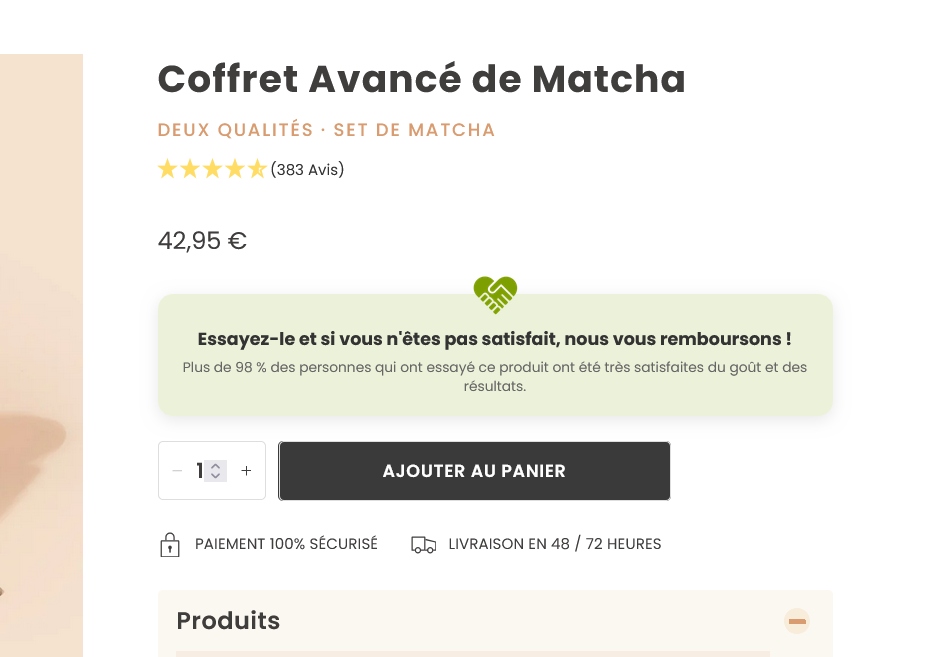 Coffret Avancé de Matcha
DEUX QUALITÉS · SET DE MATCHA
(383 Avis)
42,95 €
Essayez-le et si vous n'êtes pas satisfait, nous vous remboursons !
Plus de 98 % des personnes qui ont essayé ce produit ont été très satisfaites du goût et des
résultats.
− 1 +
AJOUTER AU PANIER
PAIEMENT 100% SÉCURISÉ
LIVRAISON EN 48 / 72 HEURES
Produits